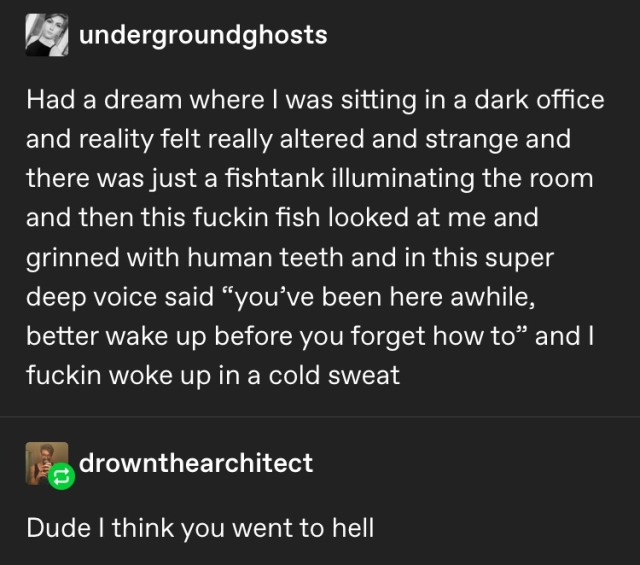 undergroundghosts
Had a dream where I was sitting in a dark office
and reality felt really altered and strange and
there was just a fishtank illuminating the room
and then this fuckin fish looked at me and
grinned with human teeth and in this super
deep voice said “you’ve been here awhile,
better wake up before you forget how to” and I
fuckin woke up in a cold sweat
drownthearchitect
Dude I think you went to hell